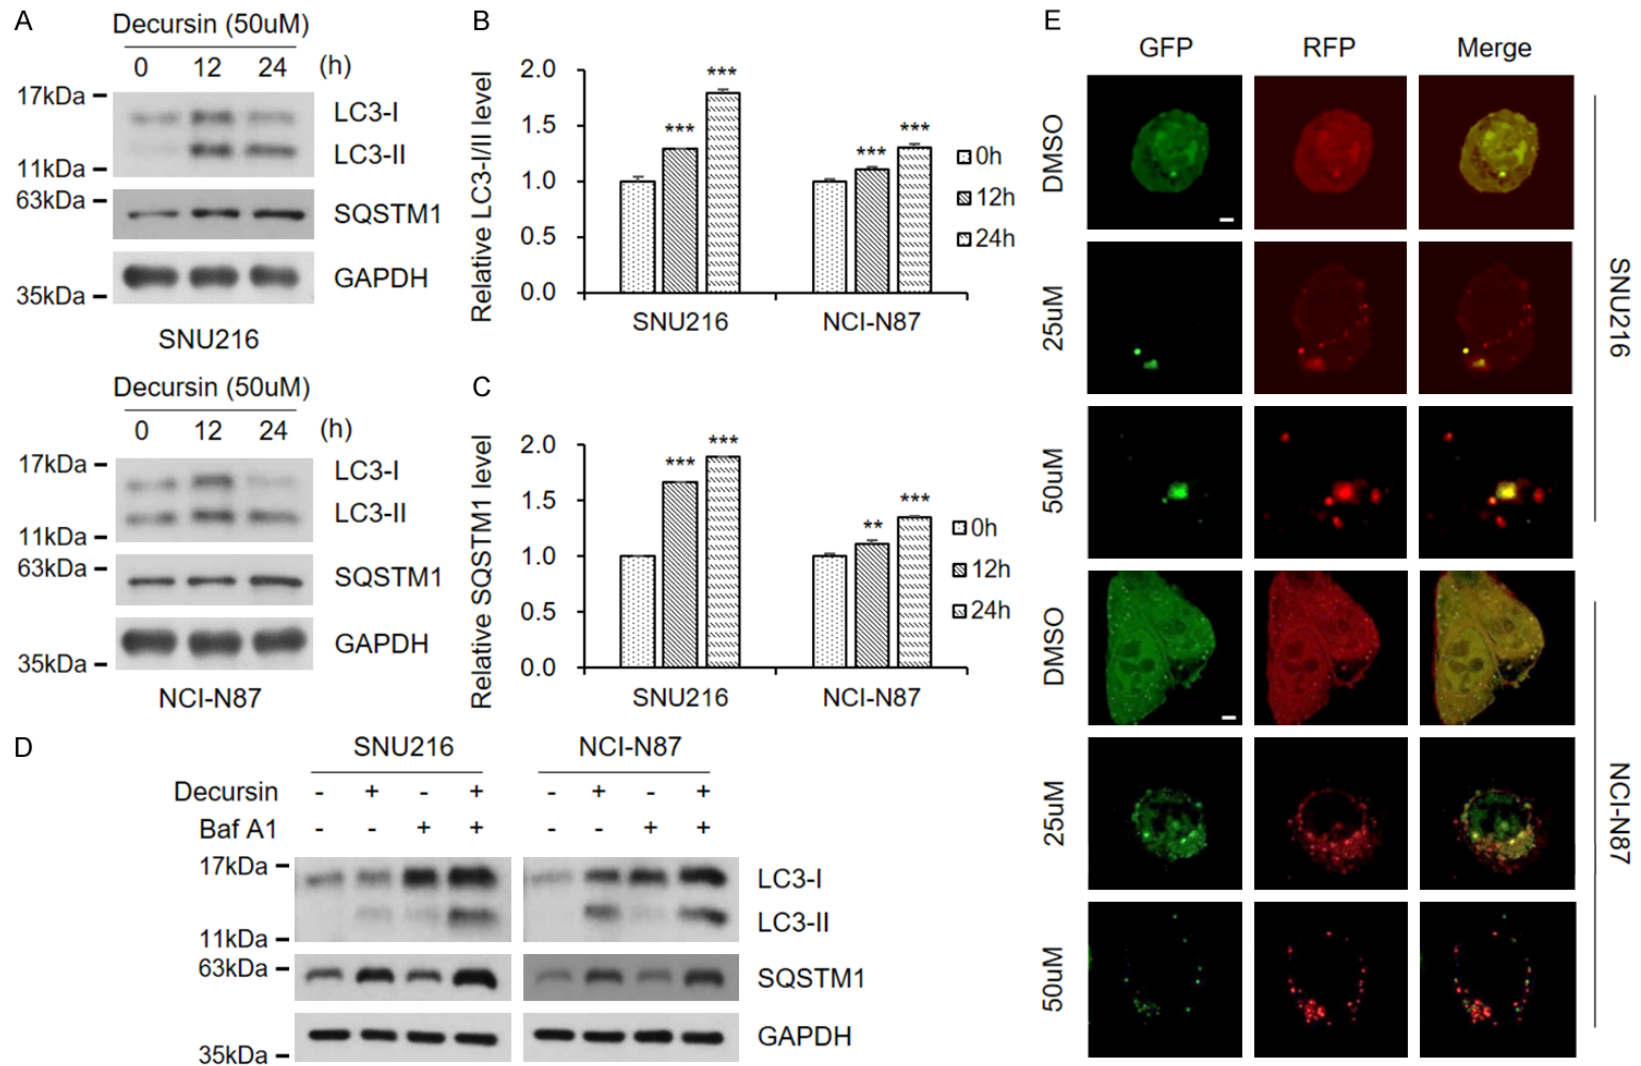 A
Decursin (50uM)
0 12 24 (h)
17kDa
LC3-I
LC3-II
11kDa
63kDa
SQSTM1
GAPDH
35kDa
SNU216
Decursin (50uM)
0 12 24 (h)
17kDa
LC3-I
LC3-II
11kDa
63kDa
SQSTM1
GAPDH
35kDa
NCI-N87
B
Relative LC3-I/II level
2.0
1.5
1.0
0.5
0.0
*** ***
*** ***
SNU216 NCI-N87
0h
12h
24h
C
Relative SQSTM1 level
2.0
1.5
1.0
0.5
0.0
*** ***
** ***
SNU216 NCI-N87
0h
12h
24h
D
SNU216 NCI-N87
Decursin - + - + - + - +
Baf A1 - - + + - - + +
17kDa
LC3-I
LC3-II
11kDa
63kDa
SQSTM1
GAPDH
35kDa
E
GFP RFP Merge
DMSO
25uM
50uM
SNU216
DMSO
25uM
50uM
NCI-N87